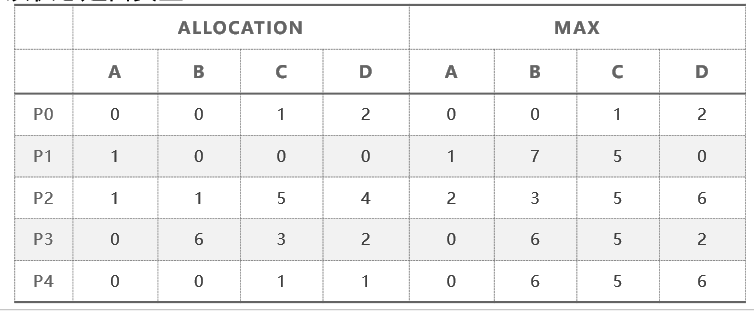 ALLOCATION MAX
A B C D A B C D
P0 0 0 1 2 0 0 1 2
P1 1 0 0 0 1 7 5 0
P2 1 1 5 4 2 3 5 6
P3 0 6 3 2 0 6 5 2
P4 0 0 1 1 0 6 5 6